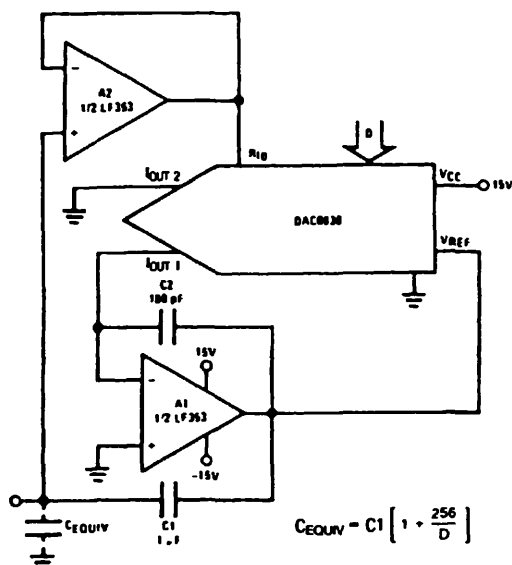 −
A2
1/2 LF353
+
D
IOUT 2
VCC
15V
DAC0830
VREF
IOUT 1
C2
100 pF
−
15V
A1
1/2 LF353
+
−15V
CEQUIV
C1
CEQUIV = C1 [ 1 + 256/D ]